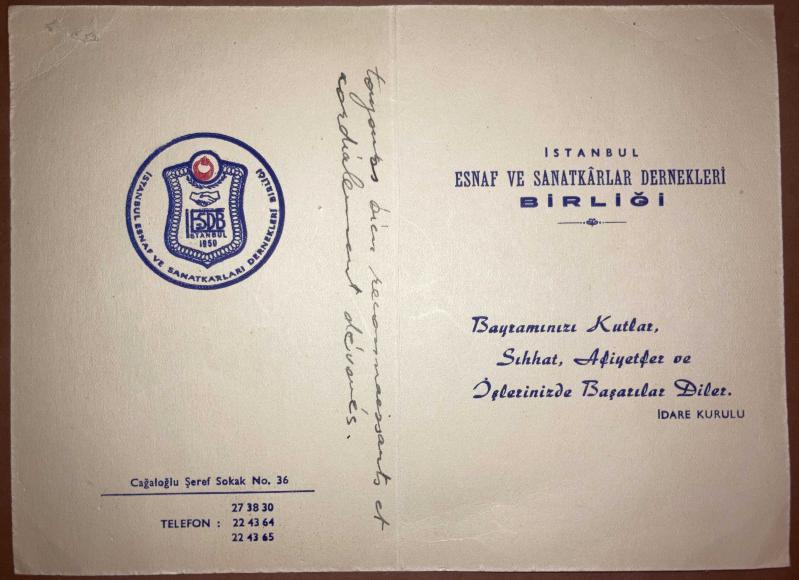 İSTANBUL ESNAF VE SANATKARLARI DERNEKLERİ BİRLİĞİ
İESDB
İSTANBUL
1950
Cağaloğlu Şeref Sokak No. 36
27 38 30
TELEFON : 22 43 64
22 43 65
toujours bien reconnaissants et
cordialement dévoués.
İSTANBUL
ESNAF VE SANATKÂRLAR DERNEKLERİ
BİRLİĞİ
Bayramınızı Kutlar,
Sıhhat, Afiyetler ve
İşlerinizde Başarılar Diler.
İDARE KURULU